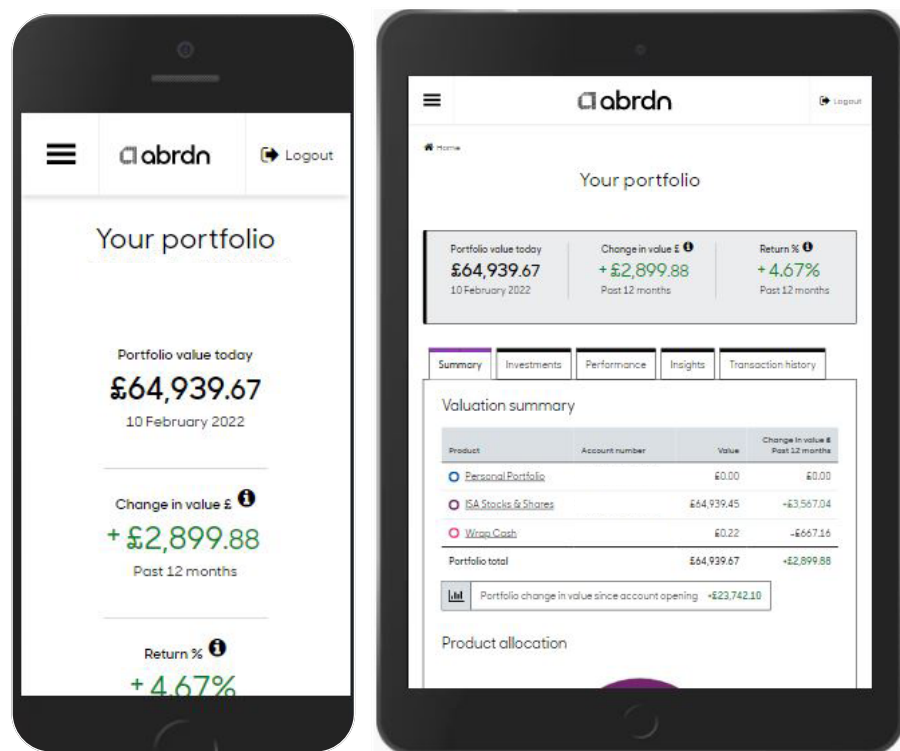 abrdn
Logout
Your portfolio
Portfolio value today
£64,939.67
10 February 2022
Change in value £
+ £2,899.88
Past 12 months
Return %
+ 4.67%
abrdn
Logout
Home
Your portfolio
Portfolio value today Change in value £ Return %
£64,939.67 + £2,899.88 + 4.67%
10 February 2022 Past 12 months Past 12 months
Summary Investments Performance Insights Transaction history
Valuation summary
Product Account number Value Change in value £ Past 12 months
Personal Portfolio £0.00 £0.00
ISA Stocks & Shares £64,939.45 +£3,567.04
Wrap Cash £0.22 -£667.16
Portfolio total £64,939.67 +£2,899.88
Portfolio change in value since account opening +£23,742.10
Product allocation